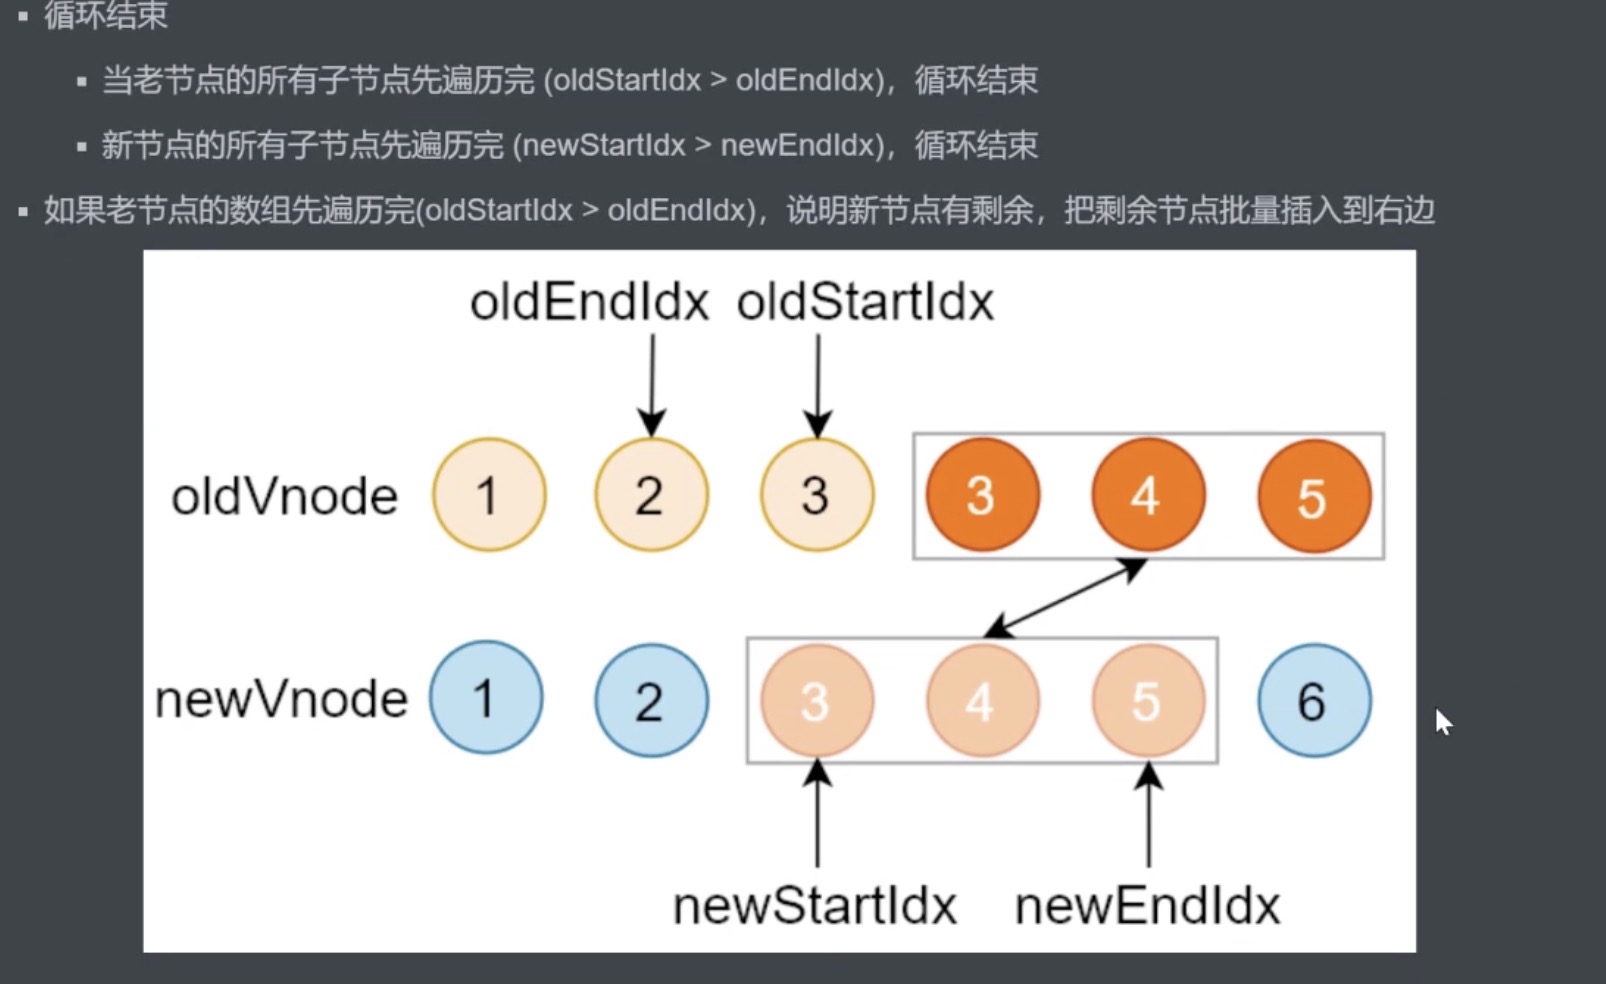 循环结束
当老节点的所有子节点先遍历完 (oldStartIdx > oldEndIdx)，循环结束
新节点的所有子节点先遍历完 (newStartIdx > newEndIdx)，循环结束
如果老节点的数组先遍历完(oldStartIdx > oldEndIdx)，说明新节点有剩余，把剩余节点批量插入到右边
oldEndIdx oldStartIdx
oldVnode 1 2 3 3 4 5
newVnode 1 2 3 4 5 6
newStartIdx newEndIdx